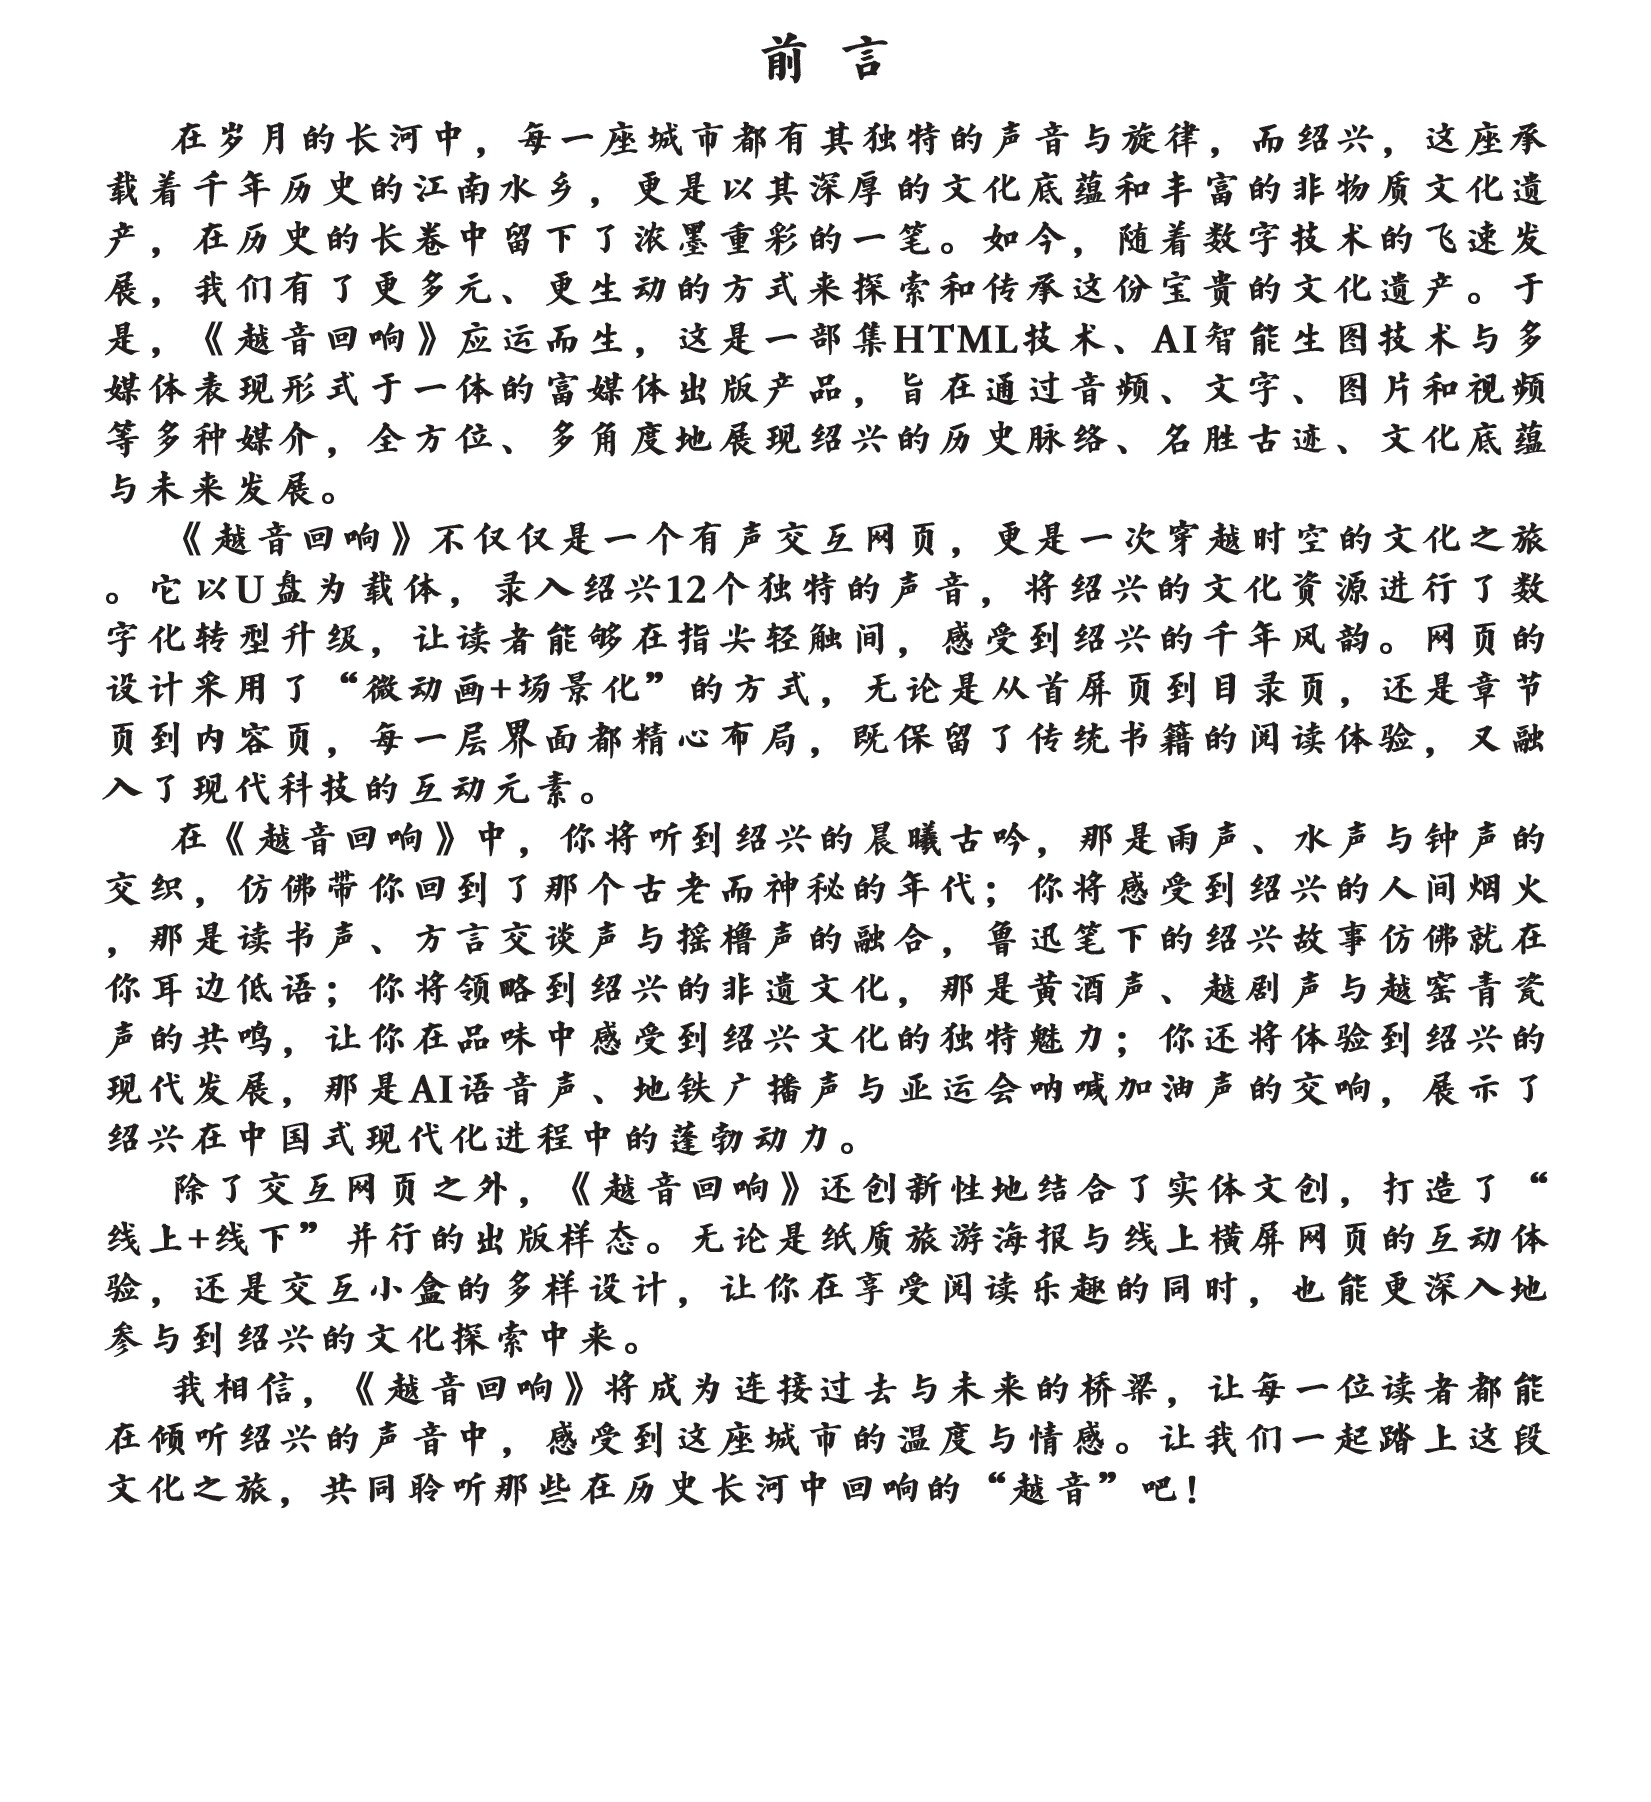 前 言
在岁月的长河中，每一座城市都有其独特的声音与旋律，而绍兴，这座承
载着千年历史的江南水乡，更是以其深厚的文化底蕴和丰富的非物质文化遗
产，在历史的长卷中留下了浓墨重彩的一笔。如今，随着数字技术的飞速发
展，我们有了更多元、更生动的方式来探索和传承这份宝贵的文化遗产。于
是，《越音回响》应运而生，这是一部集HTML技术、AI智能生图技术与多
媒体表现形式于一体的富媒体出版产品，旨在通过音频、文字、图片和视频
等多种媒介，全方位、多角度地展现绍兴的历史脉络、名胜古迹、文化底蕴
与未来发展。
《越音回响》不仅仅是一个有声交互网页，更是一次穿越时空的文化之旅
。它以U盘为载体，录入绍兴12个独特的声音，将绍兴的文化资源进行了数
字化转型升级，让读者能够在指尖轻触间，感受到绍兴的千年风韵。网页的
设计采用了“微动画+场景化”的方式，无论是从首屏页到目录页，还是章节
页到内容页，每一层界面都精心布局，既保留了传统书籍的阅读体验，又融
入了现代科技的互动元素。
在《越音回响》中，你将听到绍兴的晨曦古吟，那是雨声、水声与钟声的
交织，仿佛带你回到了那个古老而神秘的年代；你将感受到绍兴的人间烟火
，那是读书声、方言交谈声与摇橹声的融合，鲁迅笔下的绍兴故事仿佛就在
你耳边低语；你将领略到绍兴的非遗文化，那是黄酒声、越剧声与越窑青瓷
声的共鸣，让你在品味中感受到绍兴文化的独特魅力；你还将体验到绍兴的
现代发展，那是AI语音声、地铁广播声与亚运会呐喊加油声的交响，展示了
绍兴在中国式现代化进程中的蓬勃动力。
除了交互网页之外，《越音回响》还创新性地结合了实体文创，打造了“
线上+线下”并行的出版样态。无论是纸质旅游海报与线上横屏网页的互动体
验，还是交互小盒的多样设计，让你在享受阅读乐趣的同时，也能更深入地
参与到绍兴的文化探索中来。
我相信，《越音回响》将成为连接过去与未来的桥梁，让每一位读者都能
在倾听绍兴的声音中，感受到这座城市的温度与情感。让我们一起踏上这段
文化之旅，共同聆听那些在历史长河中回响的“越音”吧！